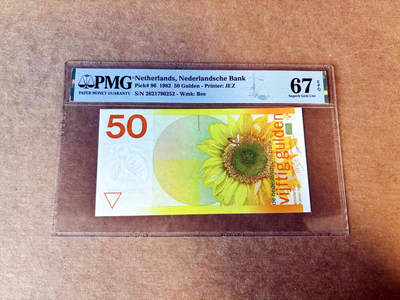 PMG
PAPER MONEY GUARANTY
Netherlands, Nederlandsche Bank
Pick# 96 1982 50 Gulden - Printer: JEZ
S/N 2621790252 - Wmk: Bee
67 EPQ
Superb Gem Unc
50
vijftig gulden